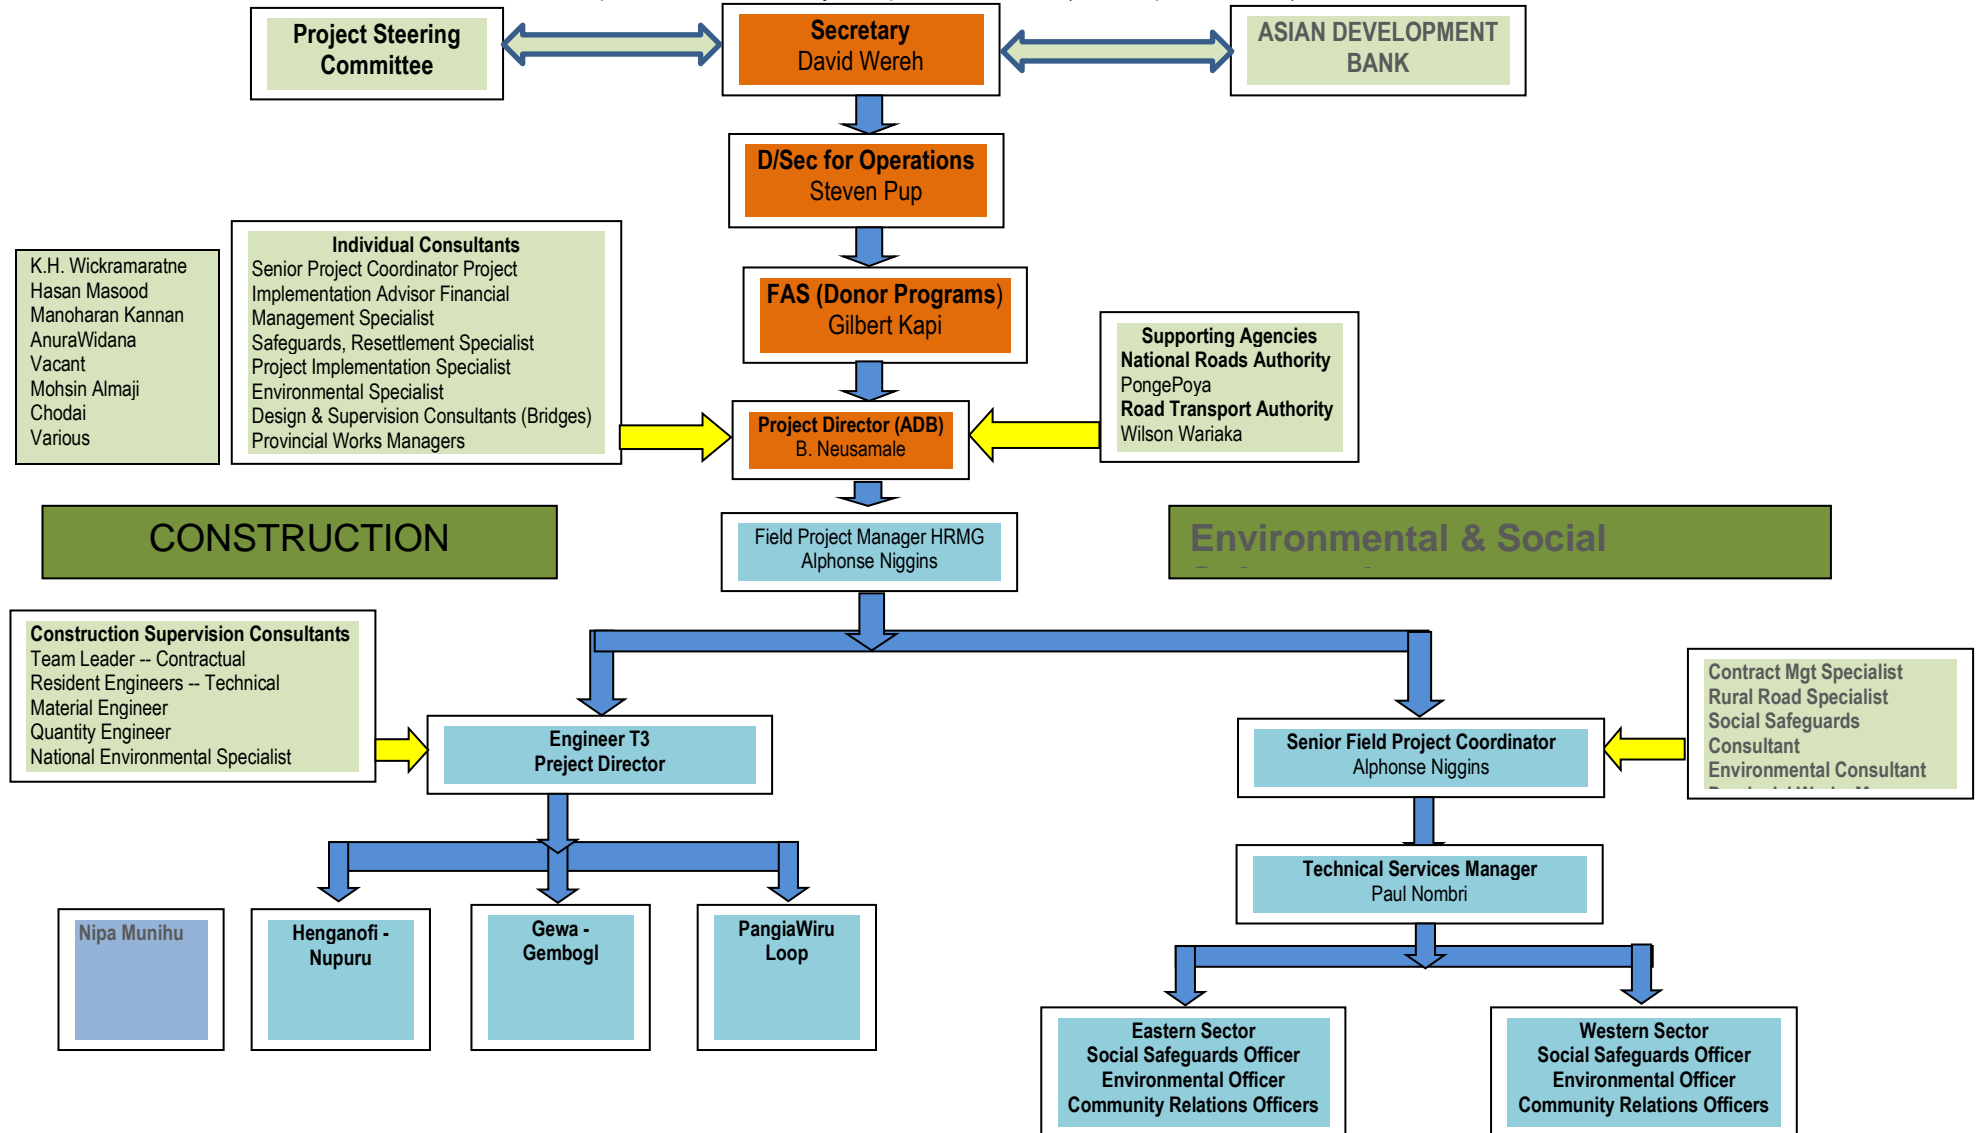 Project Steering
Committee
Secretary
David Wereh
ASIAN DEVELOPMENT
BANK
D/Sec for Operations
Steven Pup
K.H. Wickramaratne
Hasan Masood
Manoharan Kannan
AnuraWidana
Vacant
Mohsin Almaji
Chodai
Various
Individual Consultants
Senior Project Coordinator Project
Implementation Advisor Financial
Management Specialist
Safeguards, Resettlement Specialist
Project Implementation Specialist
Environmental Specialist
Design & Supervision Consultants (Bridges)
Provincial Works Managers
FAS (Donor Programs)
Gilbert Kapi
Supporting Agencies
National Roads Authority
PongePoya
Road Transport Authority
Wilson Wariaka
Project Director (ADB)
B. Neusamale
CONSTRUCTION
Field Project Manager HRMG
Alphonse Niggins
Environmental & Social
Construction Supervision Consultants
Team Leader -- Contractual
Resident Engineers -- Technical
Material Engineer
Quantity Engineer
National Environmental Specialist
Engineer T3
Preject Director
Senior Field Project Coordinator
Alphonse Niggins
Contract Mgt Specialist
Rural Road Specialist
Social Safeguards
Consultant
Environmental Consultant
Technical Services Manager
Paul Nombri
Nipa Munihu
Henganofi -
Nupuru
Gewa -
Gembogl
PangiaWiru
Loop
Eastern Sector
Social Safeguards Officer
Environmental Officer
Community Relations Officers
Western Sector
Social Safeguards Officer
Environmental Officer
Community Relations Officers